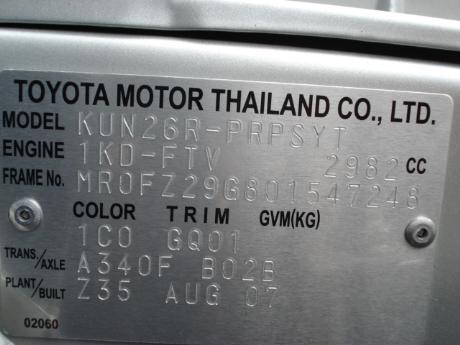 TOYOTA MOTOR THAILAND CO., LTD.
MODEL KUN26R-PRPSYT
ENGINE 1KD-FTV 2982 CC
FRAME No. MR0FZ29G801547248
COLOR TRIM GVM(KG)
1C0 GQ01
TRANS./AXLE A340F B02B
PLANT/BUILT Z35 AUG 07
02060